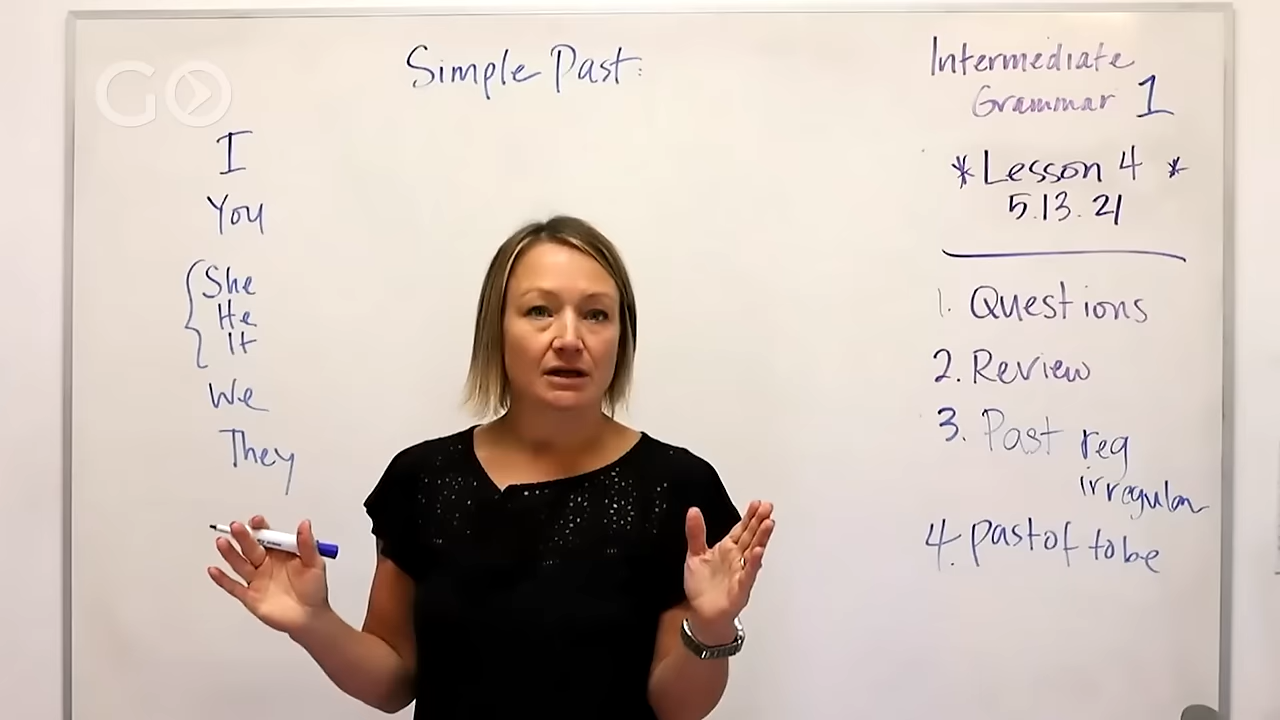 GO
Simple Past:
I
You
She
He
It
We
They
Intermediate
Grammar 1
*Lesson 4 *
5.13.21
1. Questions
2. Review
3. Past reg
irregular
4. past of to be